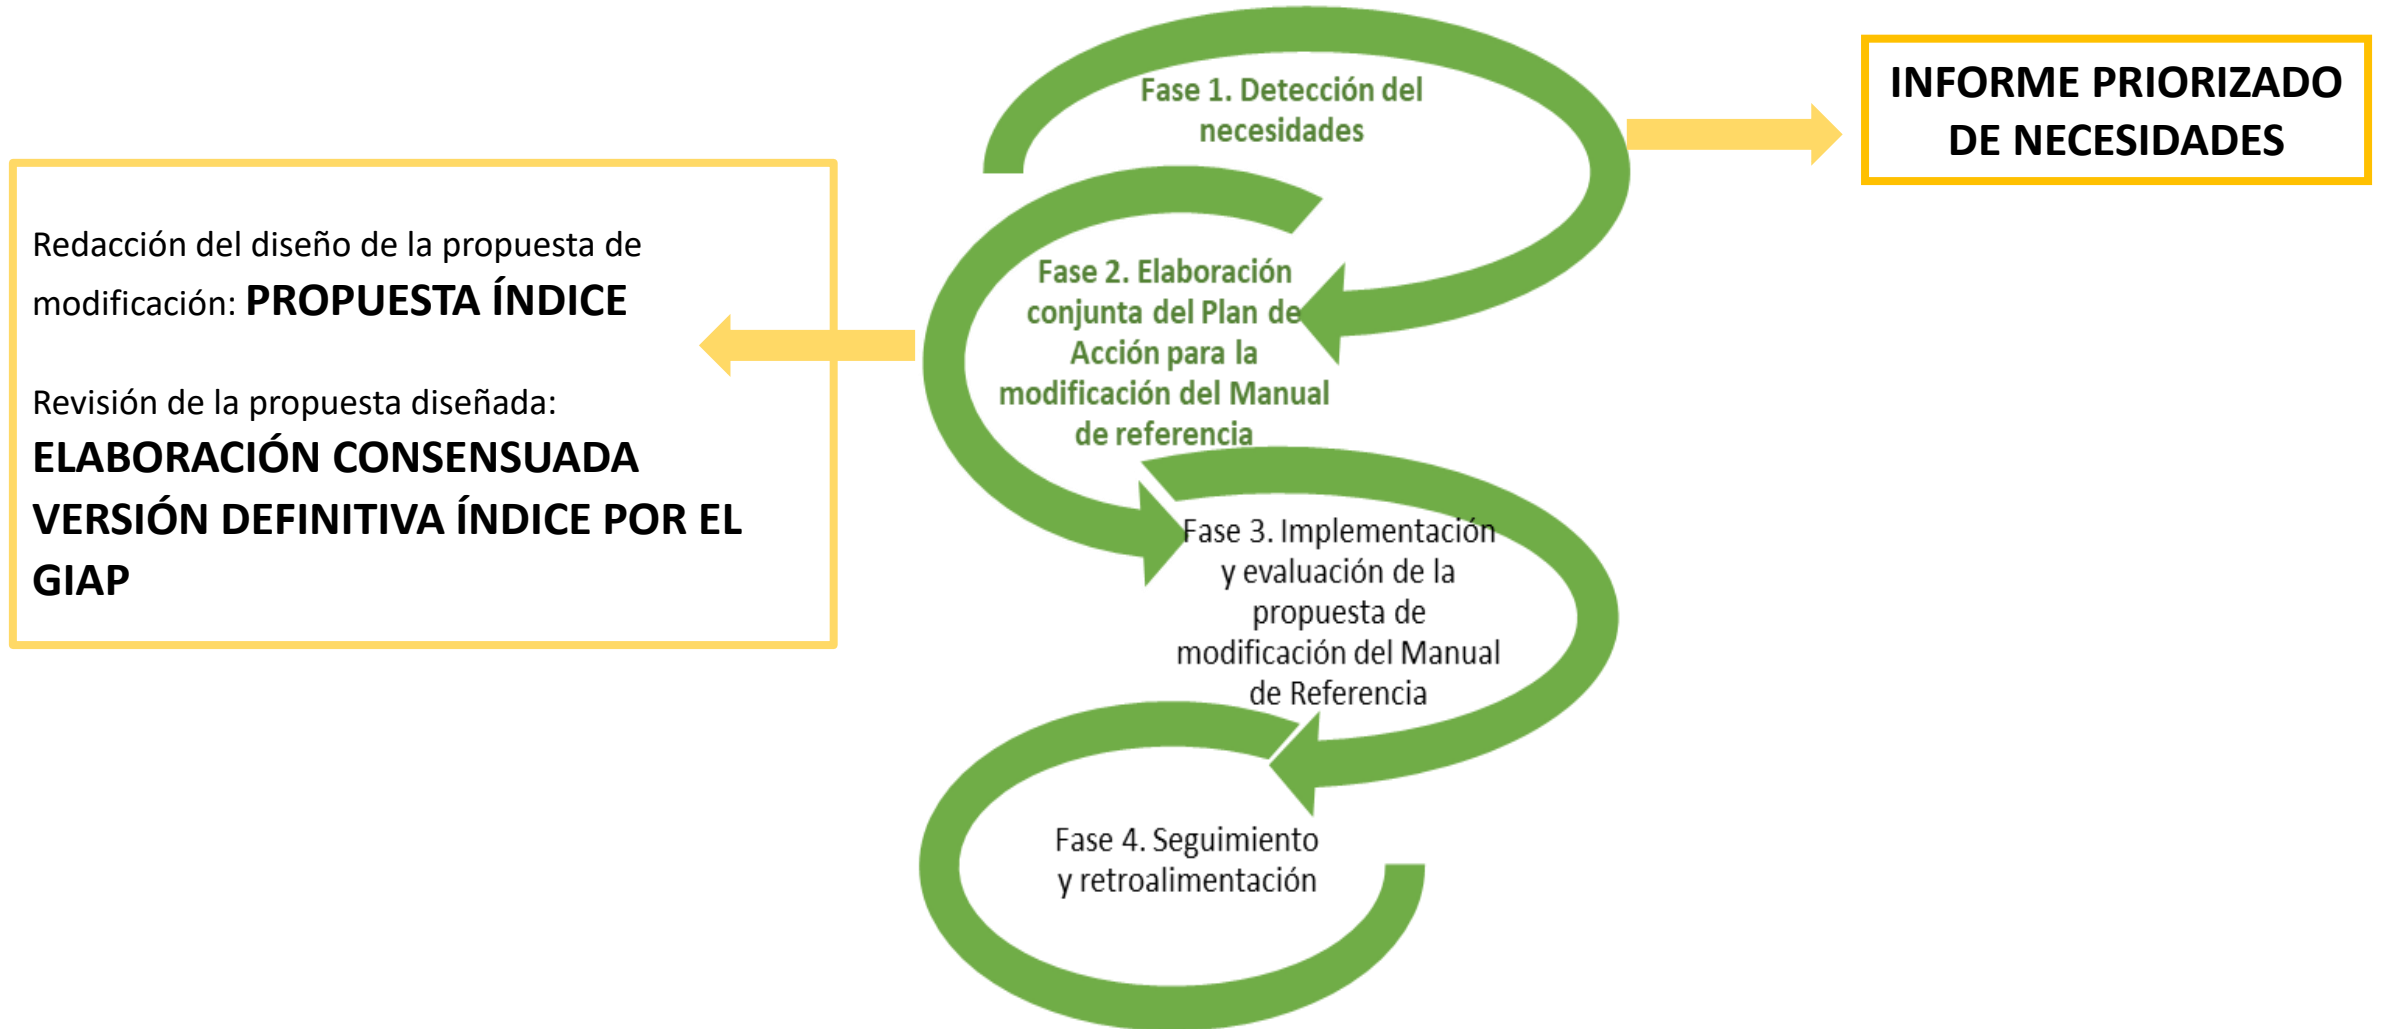 Fase 1. Detección del
necesidades
INFORME PRIORIZADO
DE NECESIDADES
Redacción del diseño de la propuesta de
modificación: PROPUESTA ÍNDICE
Revisión de la propuesta diseñada:
ELABORACIÓN CONSENSUADA
VERSIÓN DEFINITIVA ÍNDICE POR EL
GIAP
Fase 2. Elaboración
conjunta del Plan de
Acción para la
modificación del Manual
de referencia
Fase 3. Implementación
y evaluación de la
propuesta de
modificación del Manual
de Referencia
Fase 4. Seguimiento
y retroalimentación